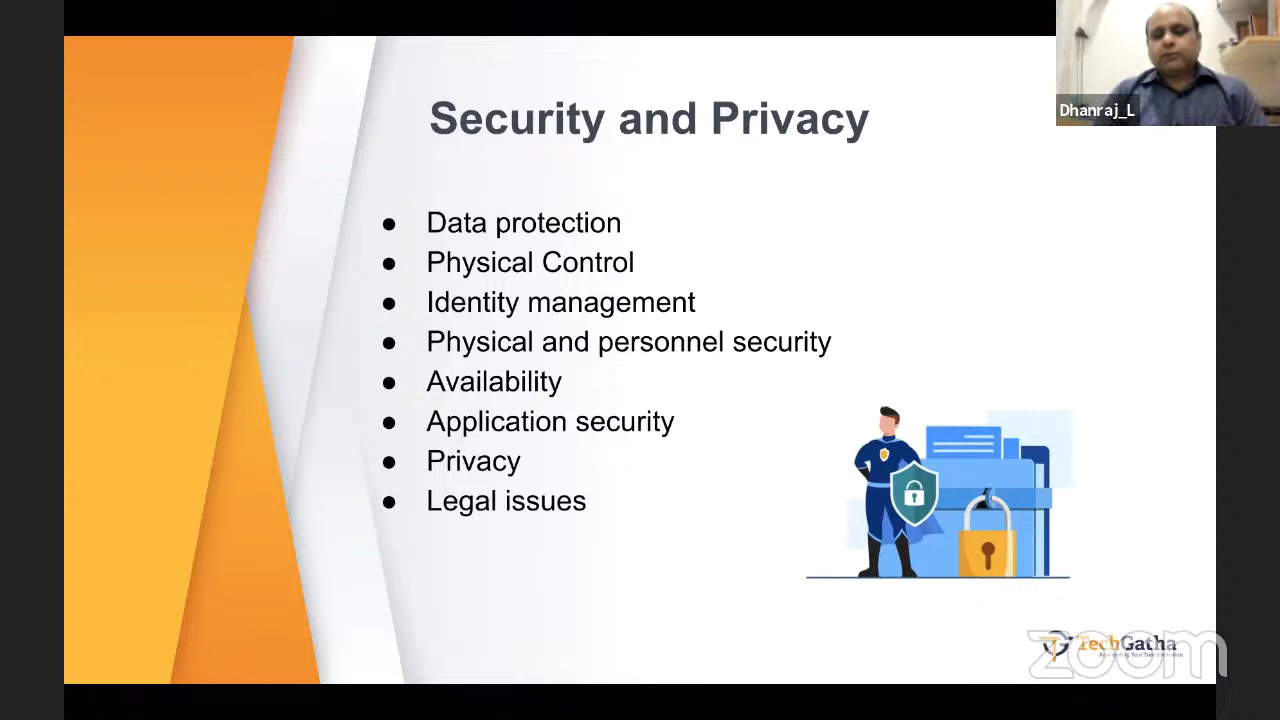 Security and Privacy
Dhanraj_L
● Data protection
● Physical Control
● Identity management
● Physical and personnel security
● Availability
● Application security
● Privacy
● Legal issues
TechGatha
zoom